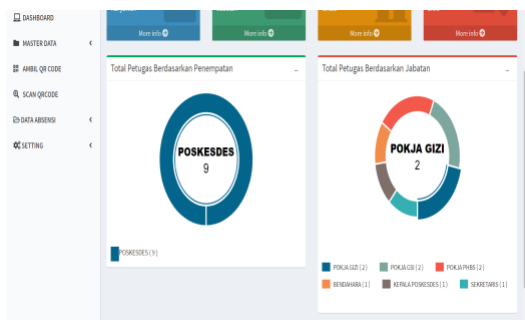 DASHBOARD
MASTER DATA
AMBIL QR CODE
SCAN QRCODE
DATA ABSENSI
SETTING
More info
More info
More info
More info
Total Petugas Berdasarkan Penempatan
POSKESDES
9
POSKESDES ( 9 )
Total Petugas Berdasarkan Jabatan
POKJA GIZI
2
POKJA GIZI ( 2 ) POKJA GSI ( 2 ) POKJA PHBS ( 2 )
BENDAHARA ( 1 ) KEPALA POSKESDES ( 1 ) SEKRETARIS ( 1 )